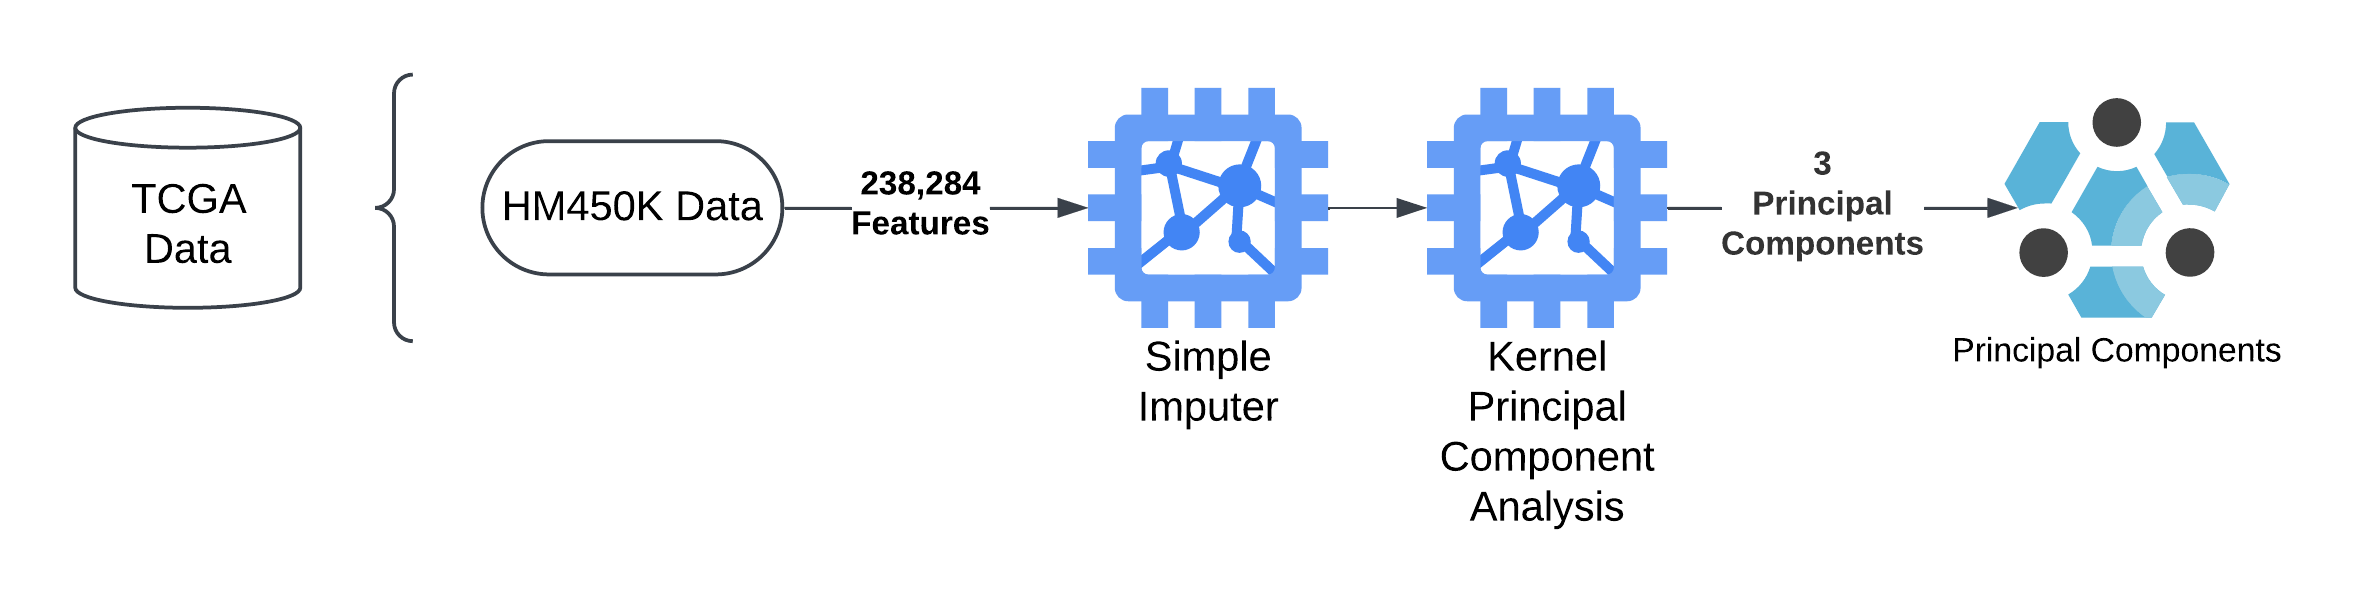 TCGA
Data
HM450K Data
238,284
Features
Simple
Imputer
Kernel
Principal
Component
Analysis
3
Principal
Components
Principal Components